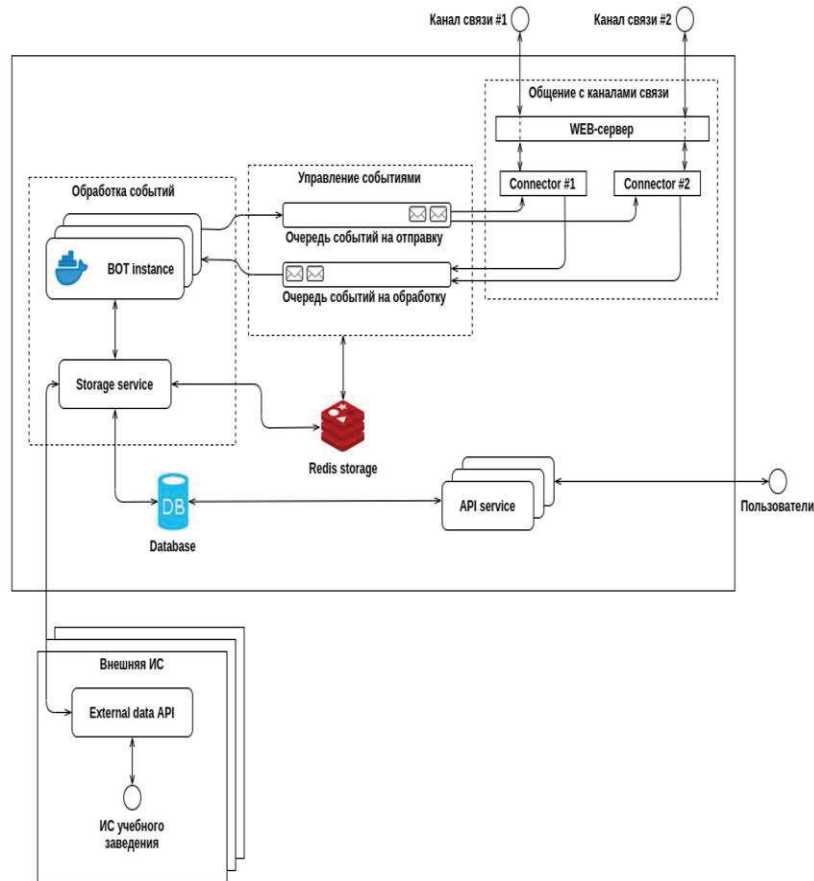 Канал связи #1
Канал связи #2
Общение с каналами связи
WEB-сервер
Управление событиями
Обработка событий
Connector #1
Connector #2
Очередь событий на отправку
BOT instance
Очередь событий на обработку
Storage service
Redis storage
API service
Пользователи
DB
Database
Внешняя ИС
External data API
ИС учебного
заведения